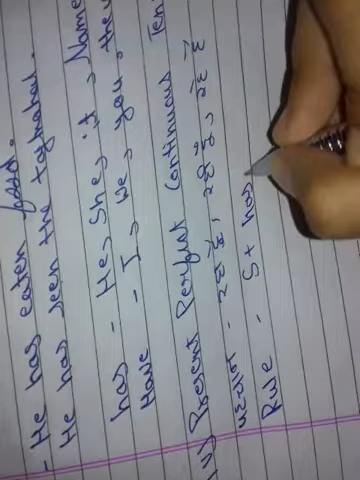 - He has eaten food.
He has seen the Tajmahal.
has - He, She, it, Name
Have - I, we, you, the
(iv) Present Perfect Continuous Ten
पहचान - रहा है, रही है, रहे हैं
Rule - S + has